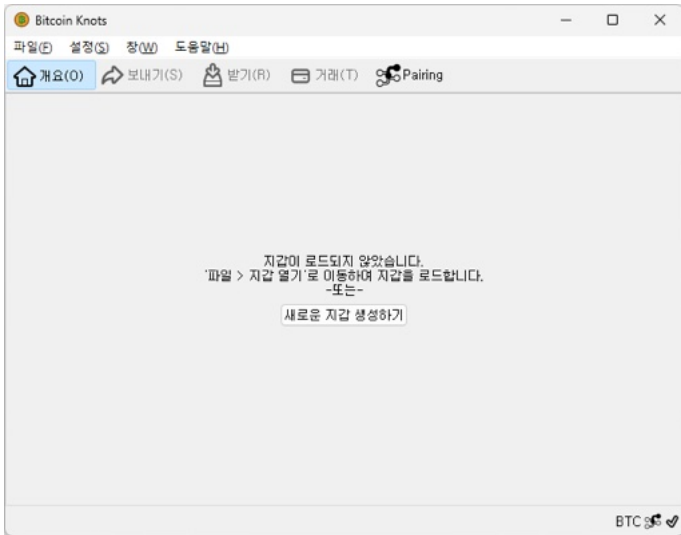 Bitcoin Knots
파일(F) 설정(S) 창(W) 도움말(H)
개요(O) 보내기(S) 받기(R) 거래(T) Pairing
지갑이 로드되지 않았습니다.
'파일 > 지갑 열기'로 이동하여 지갑을 로드합니다.
-또는-
새로운 지갑 생성하기
BTC